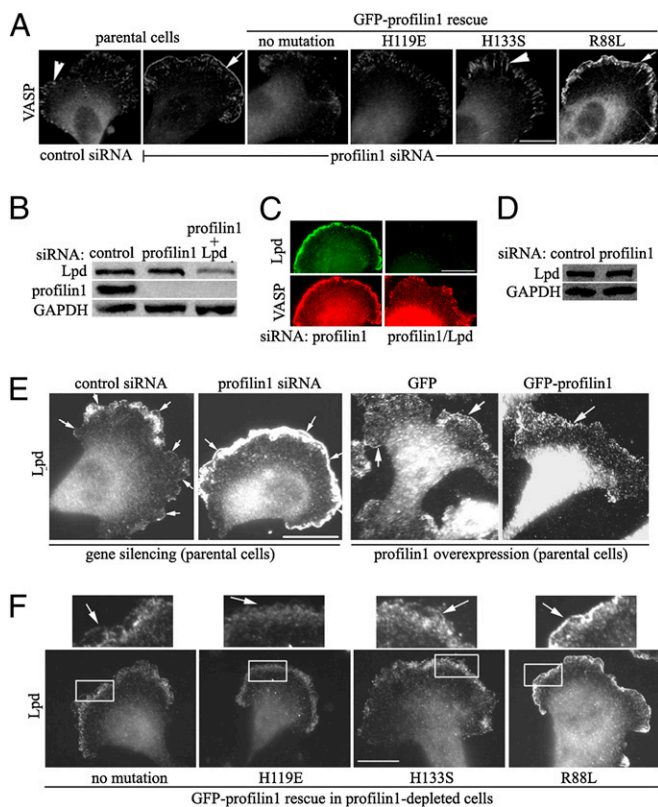 A
GFP-profilin1 rescue
parental cells
no mutation H119E H133S R88L
VASP
control siRNA profilin1 siRNA
B
siRNA: control profilin1 profilin1 + Lpd
Lpd
profilin1
GAPDH
C
Lpd
VASP
siRNA: profilin1 profilin1/Lpd
D
siRNA: control profilin1
Lpd
GAPDH
E
control siRNA profilin1 siRNA GFP GFP-profilin1
Lpd
gene silencing (parental cells) profilin1 overexpression (parental cells)
F
Lpd
no mutation H119E H133S R88L
GFP-profilin1 rescue in profilin1-depleted cells